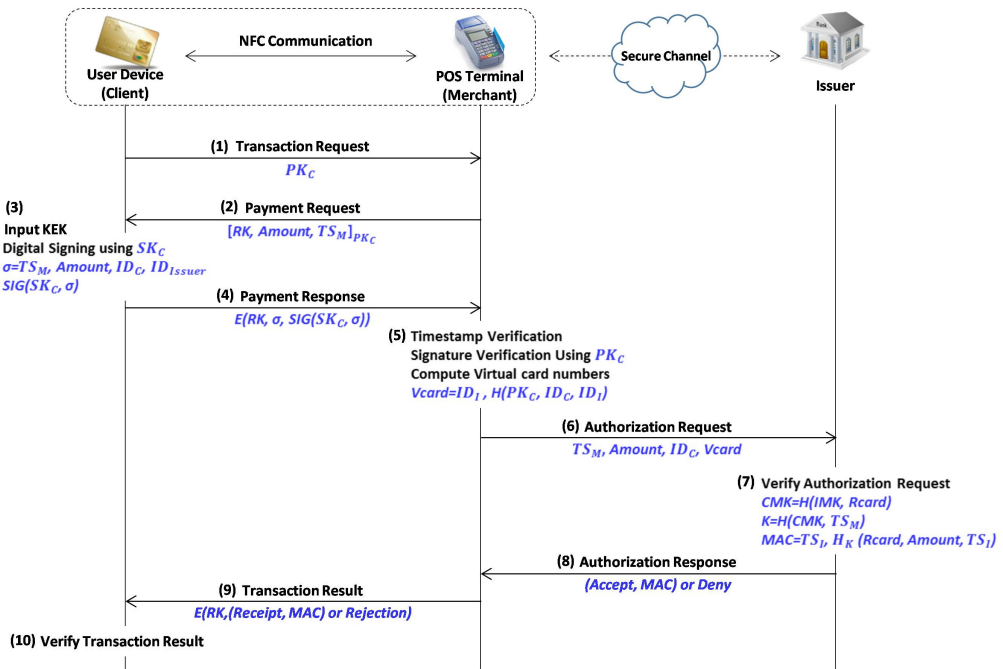 NFC Communication
Secure Channel
Bank
User Device
(Client)
POS Terminal
(Merchant)
Issuer
(1) Transaction Request
PK_C
(2) Payment Request
[RK, Amount, TS_M]_{PK_C}
(3)
Input KEK
Digital Signing using SK_C
σ=TS_M, Amount, ID_C, ID_{Issuer}
SIG(SK_C, σ)
(4) Payment Response
E(RK, σ, SIG(SK_C, σ))
(5) Timestamp Verification
Signature Verification Using PK_C
Compute Virtual card numbers
Vcard=ID_I , H(PK_C, ID_C, ID_I)
(6) Authorization Request
TS_M, Amount, ID_C, Vcard
(7) Verify Authorization Request
CMK=H(IMK, Rcard)
K=H(CMK, TS_M)
MAC=TS_I, H_K (Rcard, Amount, TS_I)
(8) Authorization Response
(Accept, MAC) or Deny
(9) Transaction Result
E(RK,(Receipt, MAC) or Rejection)
(10) Verify Transaction Result